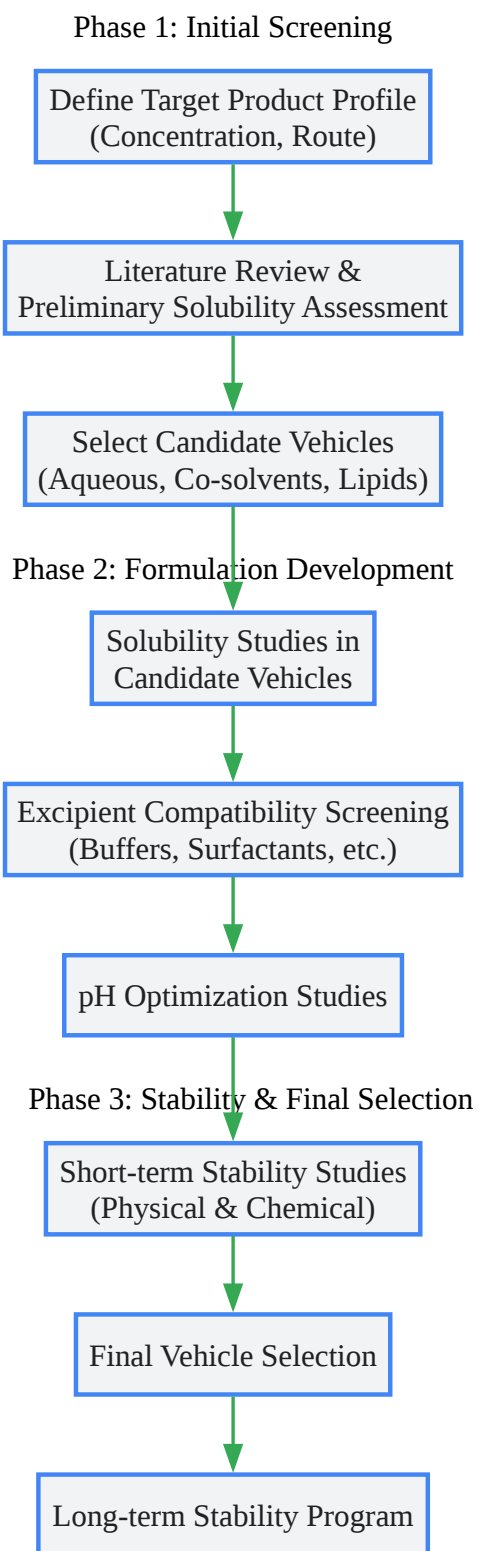 Phase 1: Initial Screening
Define Target Product Profile
(Concentration, Route)
Literature Review &
Preliminary Solubility Assessment
Select Candidate Vehicles
(Aqueous, Co-solvents, Lipids)
Phase 2: Formulation Development
Solubility Studies in
Candidate Vehicles
Excipient Compatibility Screening
(Buffers, Surfactants, etc.)
pH Optimization Studies
Phase 3: Stability & Final Selection
Short-term Stability Studies
(Physical & Chemical)
Final Vehicle Selection
Long-term Stability Program